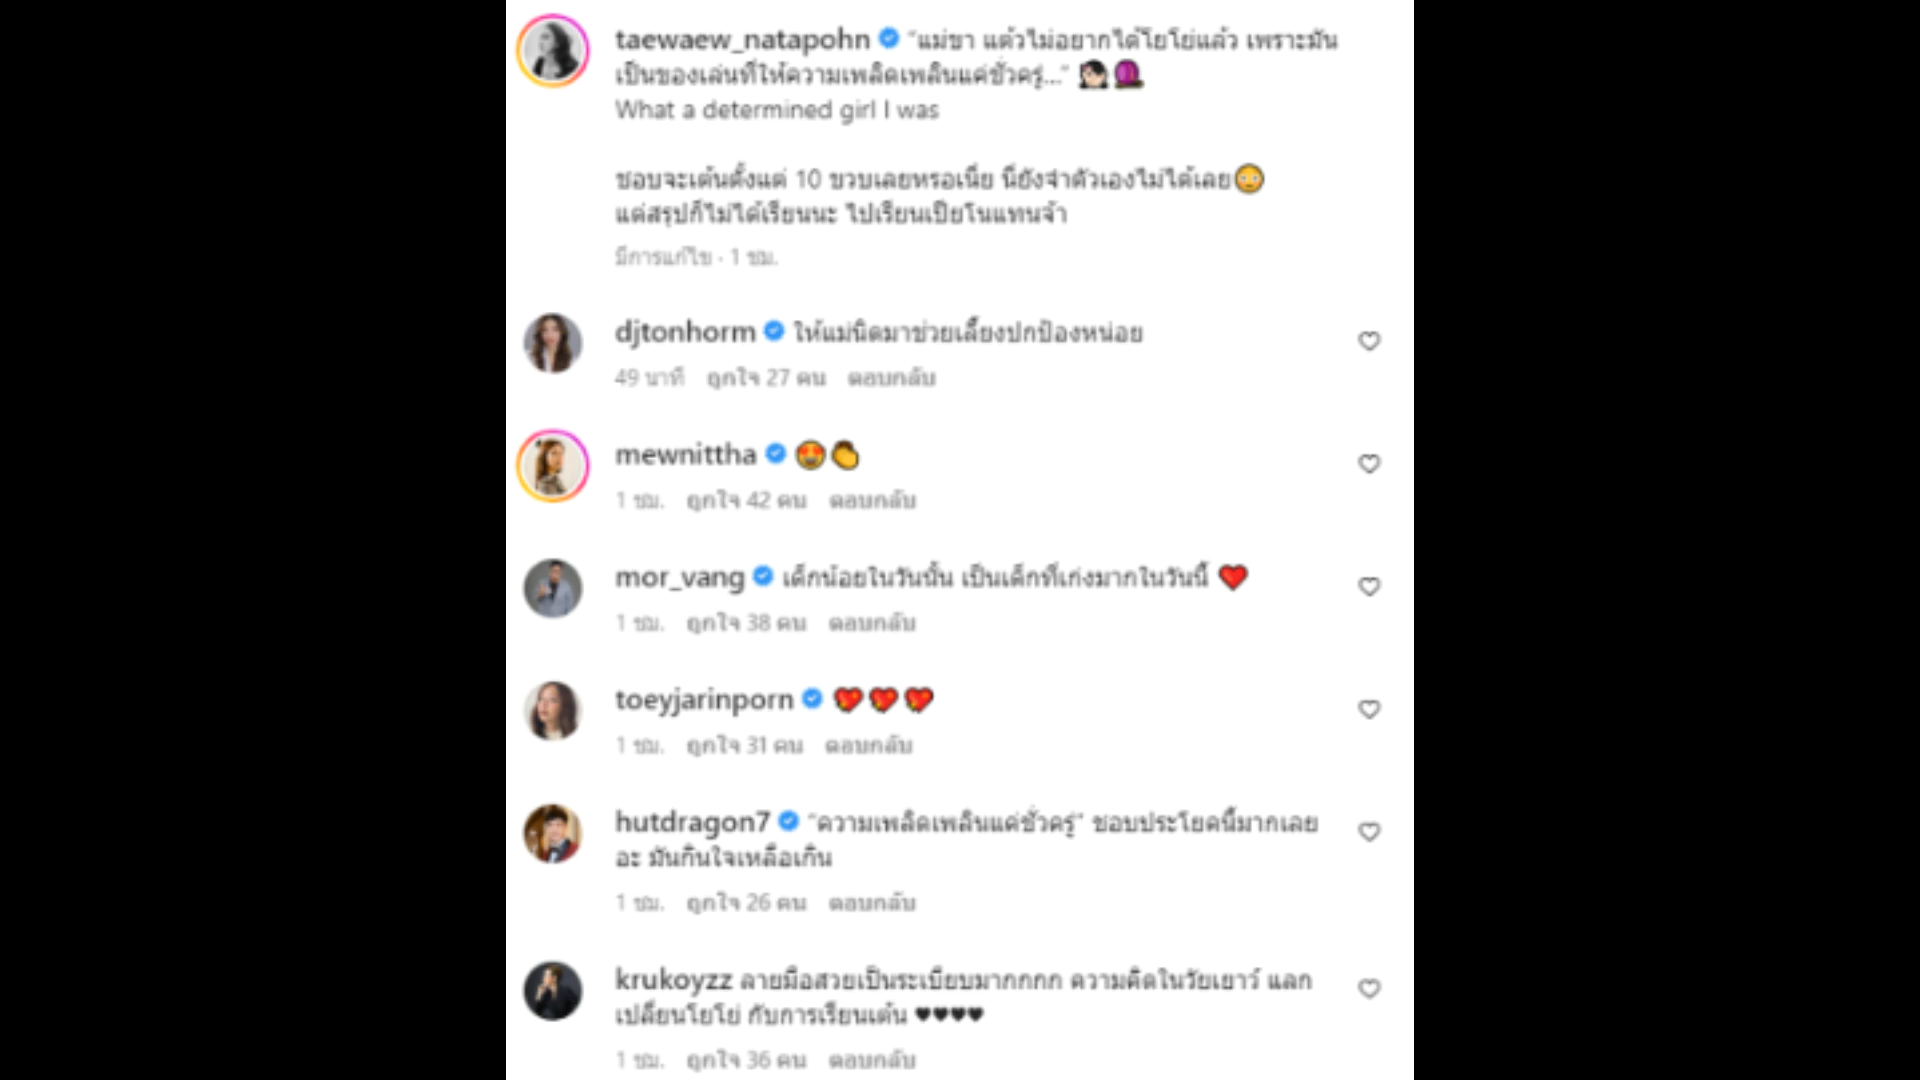 taewaew_natapohn "แม่ขา แต้วไม่อยากได้โยโย่แล้ว เพราะมัน
เป็นของเล่นที่ให้ความเพลิดเพลินแค่ชั่วครู่..." 👧🏻🔮
What a determined girl I was
ชอบจะเต้นตั้งแต่ 10 ขวบเลยหรอเนี่ย นี่ยังจำตัวเองไม่ได้เลย😳
แต่สรุปก็ไม่ได้เรียนนะ ไปเรียนเปียโนแทนจ้า
มีการแก้ไข · 1 ชม.
djtonhorm ให้แม่นิดมาช่วยเลี้ยงปกป้องหน่อย
49 นาที ถูกใจ 27 คน ตอบกลับ
mewnittha 😍👏
1 ชม. ถูกใจ 42 คน ตอบกลับ
mor_vang เด็กน้อยในวันนั้น เป็นเด็กที่เก่งมากในวันนี้ ❤️
1 ชม. ถูกใจ 38 คน ตอบกลับ
toeyjarinporn 💖💖💖
1 ชม. ถูกใจ 31 คน ตอบกลับ
hutdragon7 "ความเพลิดเพลินแค่ชั่วครู่" ชอบประโยคนี้มากเลย
อะ มันกินใจเหลือเกิน
1 ชม. ถูกใจ 26 คน ตอบกลับ
krukoyzz ลายมือสวยเป็นระเบียบมากกกก ความคิดในวัยเยาว์ แลก
เปลี่ยนโยโย่ กับการเรียนเต้น ♥♥♥♥
1 ชม. ถูกใจ 36 คน ตอบกลับ